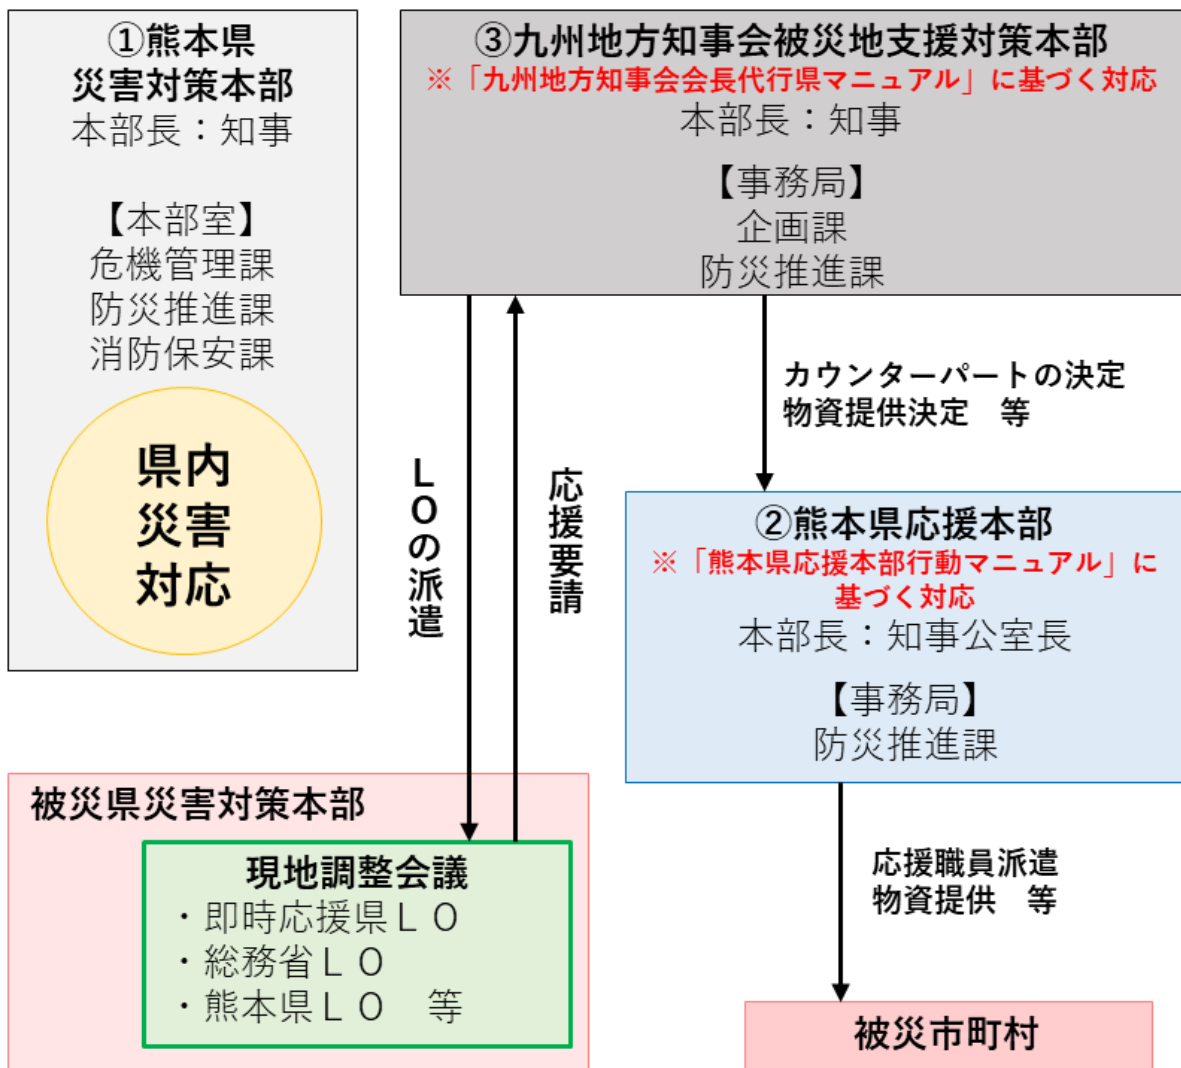 ①熊本県
災害対策本部
本部長：知事
【本部室】
危機管理課
防災推進課
消防保安課
県内
災害
対応
③九州地方知事会被災地支援対策本部
※「九州地方知事会会長代行県マニュアル」に基づく対応
本部長：知事
【事務局】
企画課
防災推進課
カウンターパートの決定
物資提供決定　等
ＬＯの派遣
応援要請
②熊本県応援本部
※「熊本県応援本部行動マニュアル」に
基づく対応
本部長：知事公室長
【事務局】
防災推進課
被災県災害対策本部
現地調整会議
・即時応援県ＬＯ
・総務省ＬＯ
・熊本県ＬＯ　等
応援職員派遣
物資提供　等
被災市町村